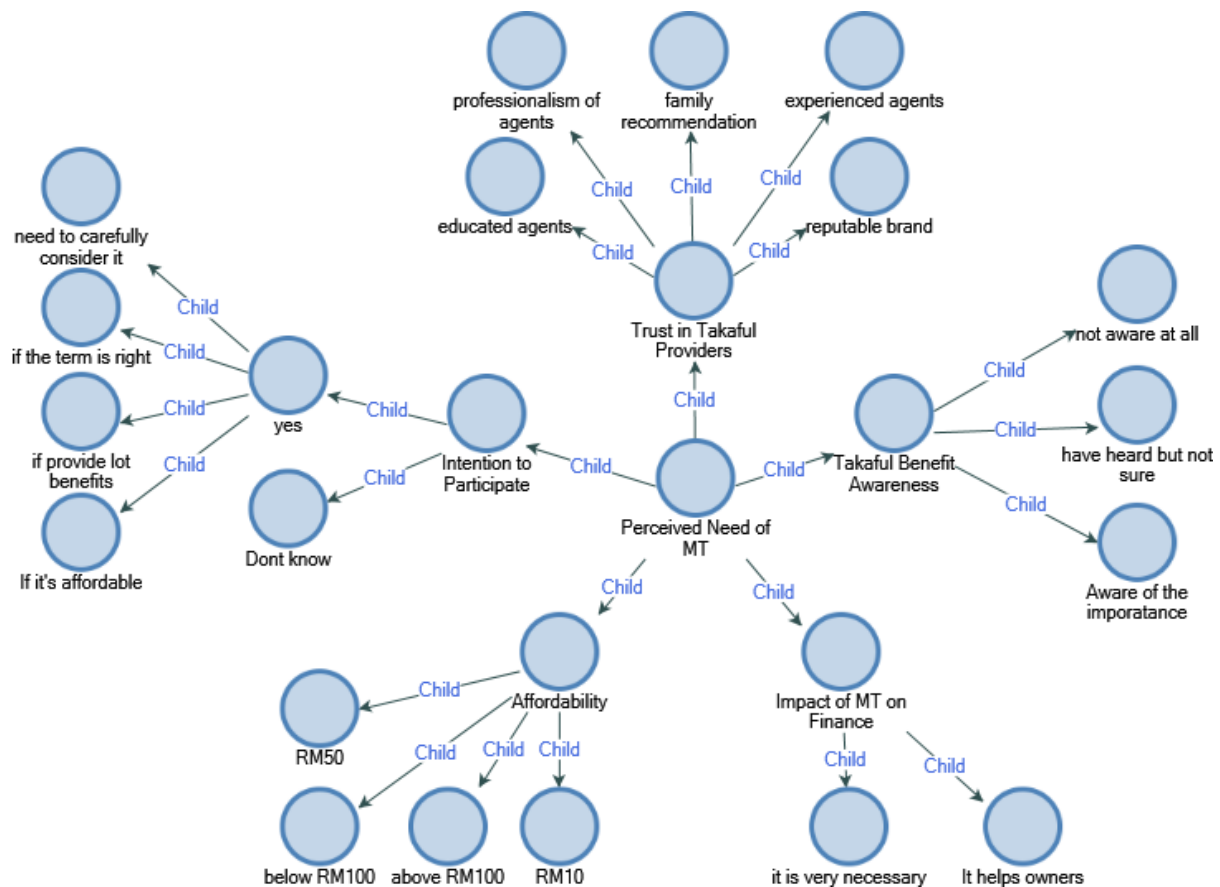 professionalism of
agents
family
recommendation
experienced agents
Child
Child
Child
educated agents
reputable brand
Child
Child
need to carefully
consider it
Child
Trust in Takaful
Providers
not aware at all
if the term is right
Child
Child
Child
yes
Child
Child
Child
if provide lot
benefits
Child
Intention to
Participate
Child
Child
Takaful Benefit
Awareness
have heard but not
sure
Child
Child
If it's affordable
Dont know
Perceived Need of
MT
Aware of the
imporatance
Child
Child
Child
Affordability
Impact of MT on
Finance
RM50
Child
Child
Child
Child
Child
below RM100
above RM100
RM10
it is very necessary
It helps owners